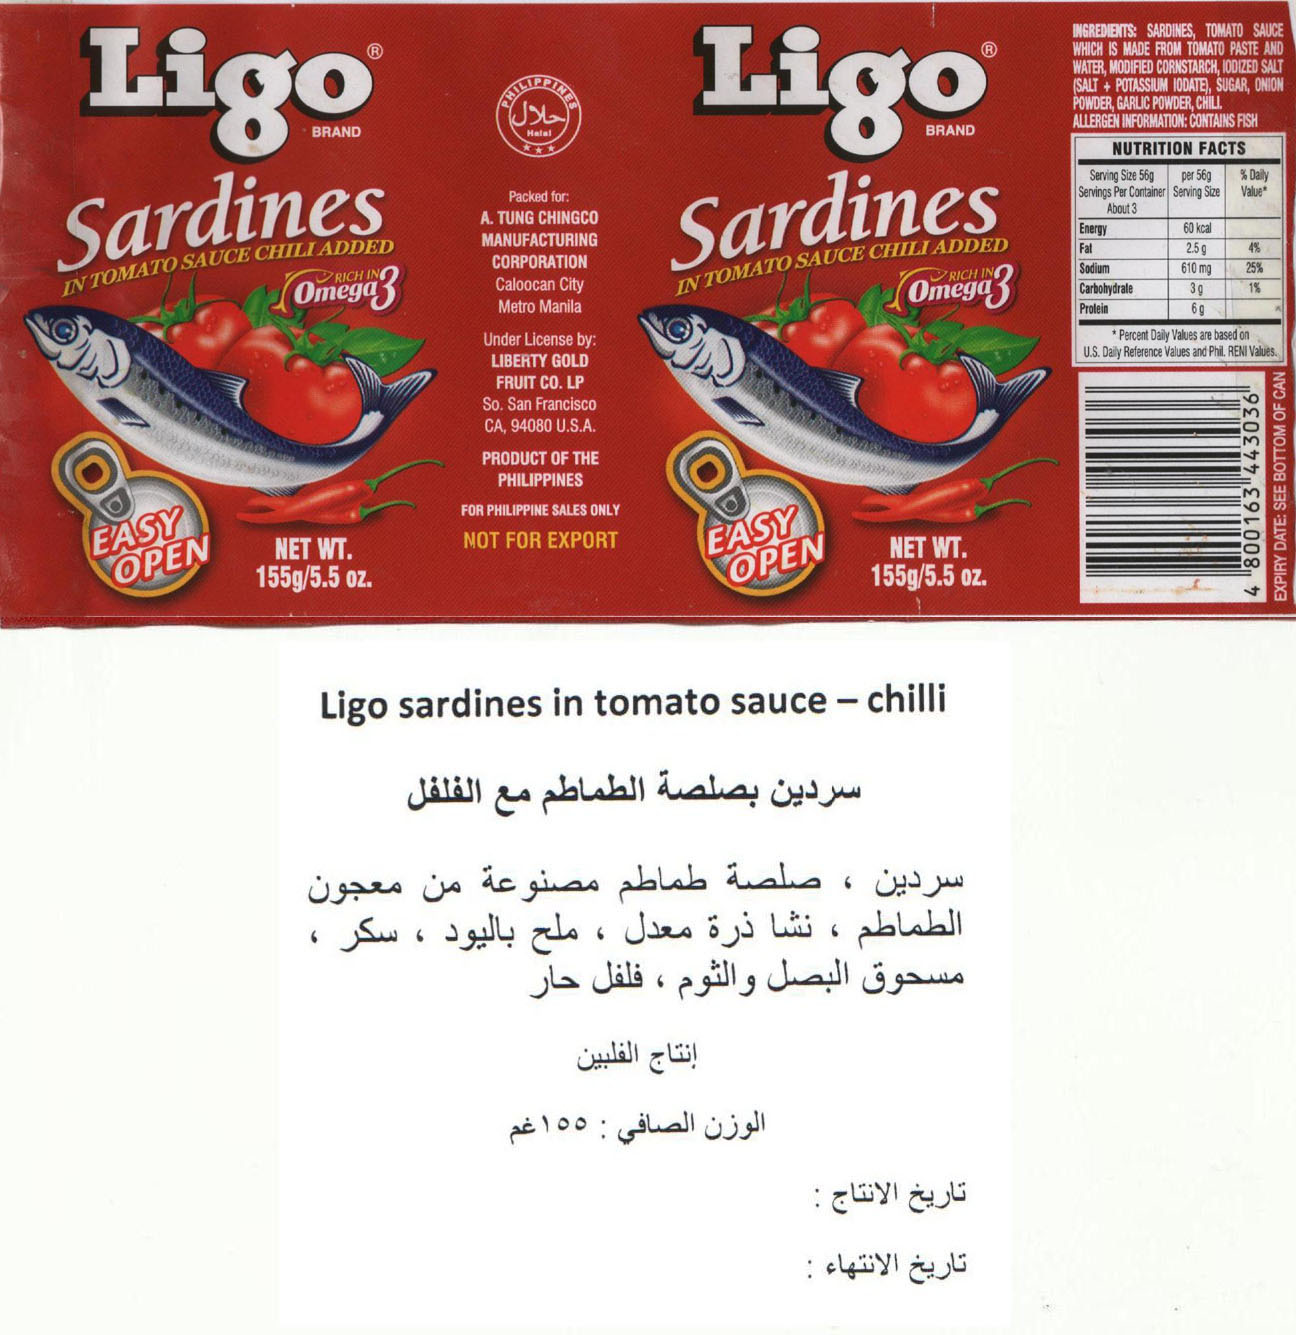 Ligo®
BRAND
Sardines
IN TOMATO SAUCE CHILI ADDED
RICH IN
Omega3
EASY
OPEN
NET WT.
155g/5.5 oz.
PHILIPPINES
حلال
Halal
Packed for:
A. TUNG CHINGCO
MANUFACTURING
CORPORATION
Caloocan City
Metro Manila
Under License by:
LIBERTY GOLD
FRUIT CO. LP
So. San Francisco
CA, 94080 U.S.A.
PRODUCT OF THE
PHILIPPINES
FOR PHILIPPINE SALES ONLY
NOT FOR EXPORT
Ligo®
BRAND
Sardines
IN TOMATO SAUCE CHILI ADDED
RICH IN
Omega3
EASY
OPEN
NET WT.
155g/5.5 oz.
INGREDIENTS: SARDINES, TOMATO SAUCE
WHICH IS MADE FROM TOMATO PASTE AND
WATER, MODIFIED CORNSTARCH, IODIZED SALT
(SALT + POTASSIUM IODATE), SUGAR, ONION
POWDER, GARLIC POWDER, CHILI.
ALLERGEN INFORMATION: CONTAINS FISH
NUTRITION FACTS
Serving Size 56g per 56g % Daily
Servings Per Container Serving Size Value*
About 3
Energy 60 kcal
Fat 2.5 g 4%
Sodium 610 mg 25%
Carbohydrate 3 g 1%
Protein 6 g
* Percent Daily Values are based on
U.S. Daily Reference Values and Phil. RENI Values.
4 800163 443036
EXPIRY DATE: SEE BOTTOM OF CAN
Ligo sardines in tomato sauce – chilli
سردين بصلصة الطماطم مع الفلفل
سردين ، صلصة طماطم مصنوعة من معجون
الطماطم ، نشا ذرة معدل ، ملح باليود ، سكر ،
مسحوق البصل والثوم ، فلفل حار
إنتاج الفلبين
الوزن الصافي : ١٥٥غم
تاريخ الانتاج :
تاريخ الانتهاء :